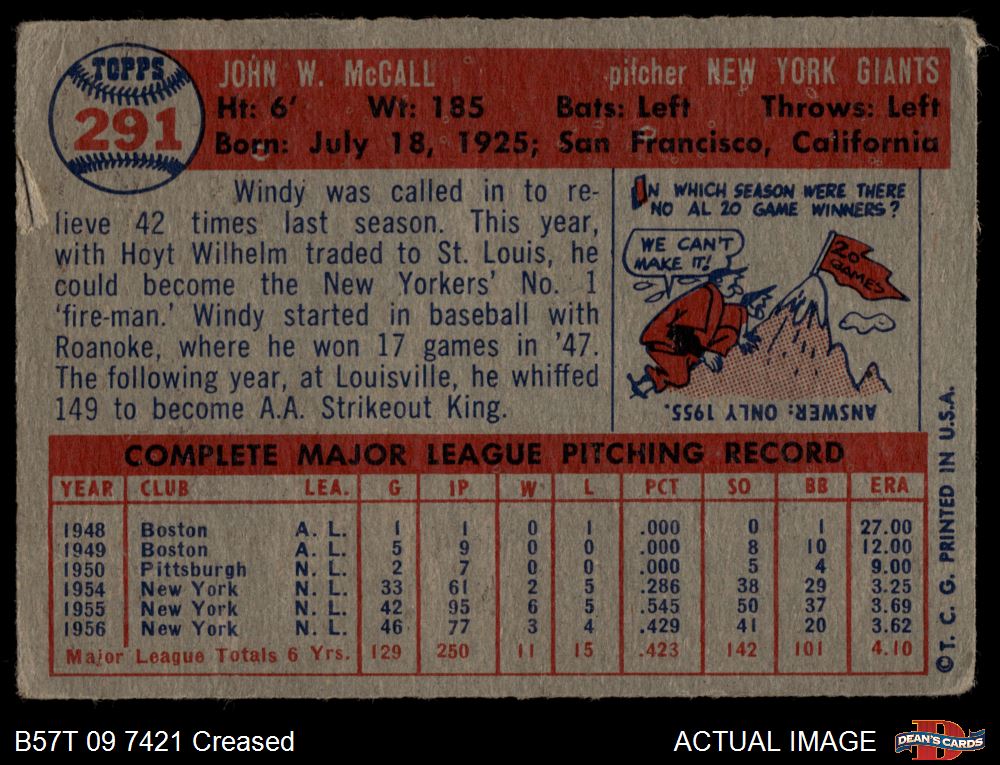 TOPPS
291
JOHN W. McCALL pitcher NEW YORK GIANTS
Ht: 6' Wt: 185 Bats: Left Throws: Left
Born: July 18, 1925; San Francisco, California
Windy was called in to re-
lieve 42 times last season. This year,
with Hoyt Wilhelm traded to St. Louis, he
could become the New Yorkers' No. 1
'fire-man.' Windy started in baseball with
Roanoke, where he won 17 games in '47.
The following year, at Louisville, he whiffed
149 to become A.A. Strikeout King.
IN WHICH SEASON WERE THERE
NO AL 20 GAME WINNERS?
WE CAN'T
MAKE IT!
20
GAMES
ANSWER: ONLY 1955.
COMPLETE MAJOR LEAGUE PITCHING RECORD
YEAR CLUB LEA. G IP W L PCT SO BB ERA
1948 Boston A. L. 1 1 0 1 .000 0 1 27.00
1949 Boston A. L. 5 9 0 0 .000 8 10 12.00
1950 Pittsburgh N. L. 2 7 0 0 .000 5 4 9.00
1954 New York N. L. 33 61 2 5 .286 38 29 3.25
1955 New York N. L. 42 95 6 5 .545 50 37 3.69
1956 New York N. L. 46 77 3 4 .429 41 20 3.62
Major League Totals 6 Yrs. 129 250 11 15 .423 142 101 4.10
© T. C. G. PRINTED IN U.S.A.
B57T 09 7421 Creased
ACTUAL IMAGE
D
DEAN'S CARDS